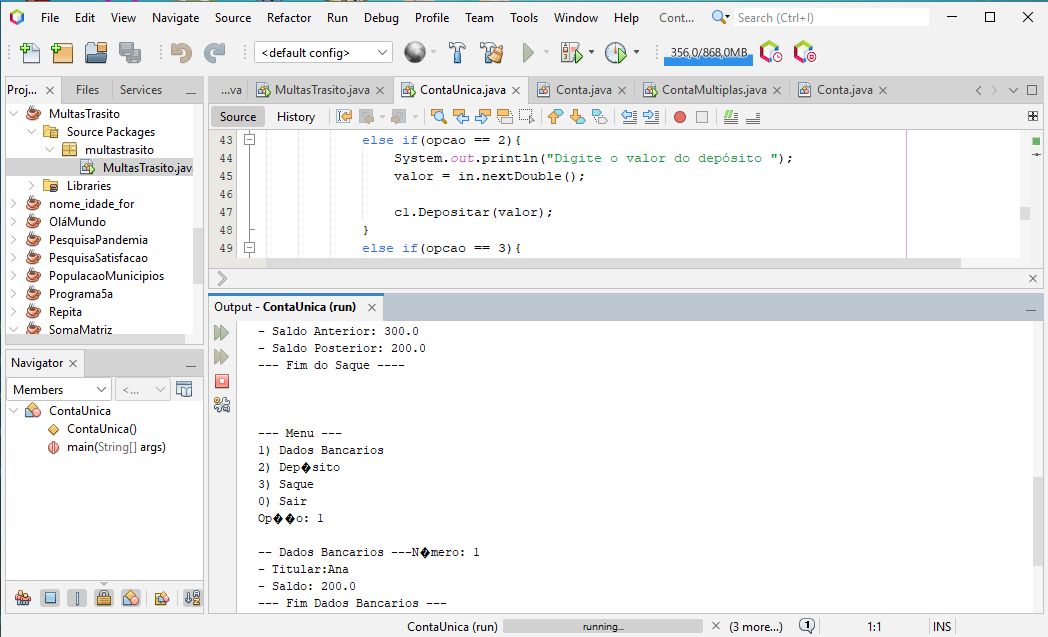 File Edit View Navigate Source Refactor Run Debug Profile Team Tools Window Help Cont... Search (Ctrl+I)
<default config> 356,0/868,0MB
Proj... Files Services
...va MultasTrasito.java ContaUnica.java Conta.java ContaMultiplas.java Conta.java
Source History
MultasTrasito
Source Packages
multastrasito
MultasTrasito.jav
Libraries
nome_idade_for
OláMundo
PesquisaPandemia
PesquisaSatisfacao
PopulacaoMunicipios
Programa5a
Repita
SomaMatriz
43 else if(opcao == 2){
44 System.out.println("Digite o valor do depósito ");
45 valor = in.nextDouble();
46
47 c1.Depositar(valor);
48 }
49 else if(opcao == 3){
Navigator
Members <...
ContaUnica
ContaUnica()
main(String[] args)
Output - ContaUnica (run)
- Saldo Anterior: 300.0
- Saldo Posterior: 200.0
--- Fim do Saque ----
--- Menu ---
1) Dados Bancarios
2) Dep�sito
3) Saque
0) Sair
Op��o: 1
-- Dados Bancarios ---N�mero: 1
- Titular:Ana
- Saldo: 200.0
--- Fim Dados Bancarios ---
ContaUnica (run) running... (3 more...) 1 1:1 INS